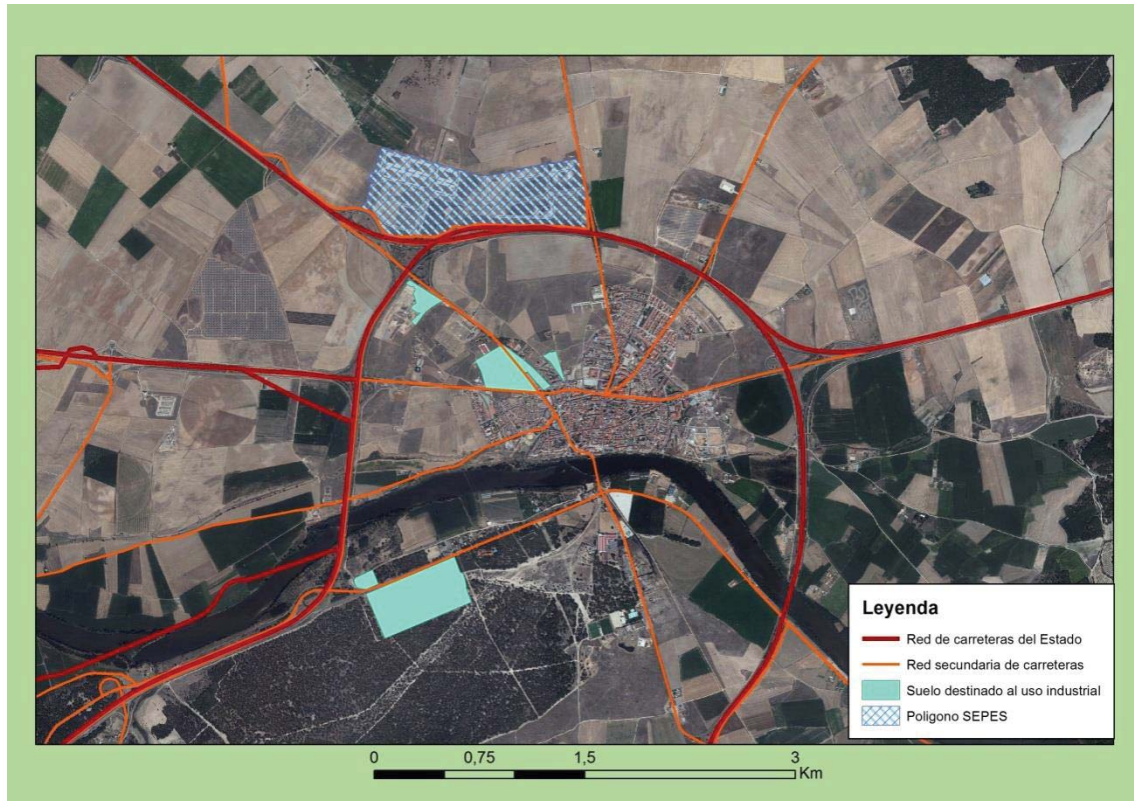 Leyenda
Red de carreteras del Estado
Red secundaria de carreteras
Suelo destinado al uso industrial
Poligono SEPES
0 0,75 1,5 3
Km